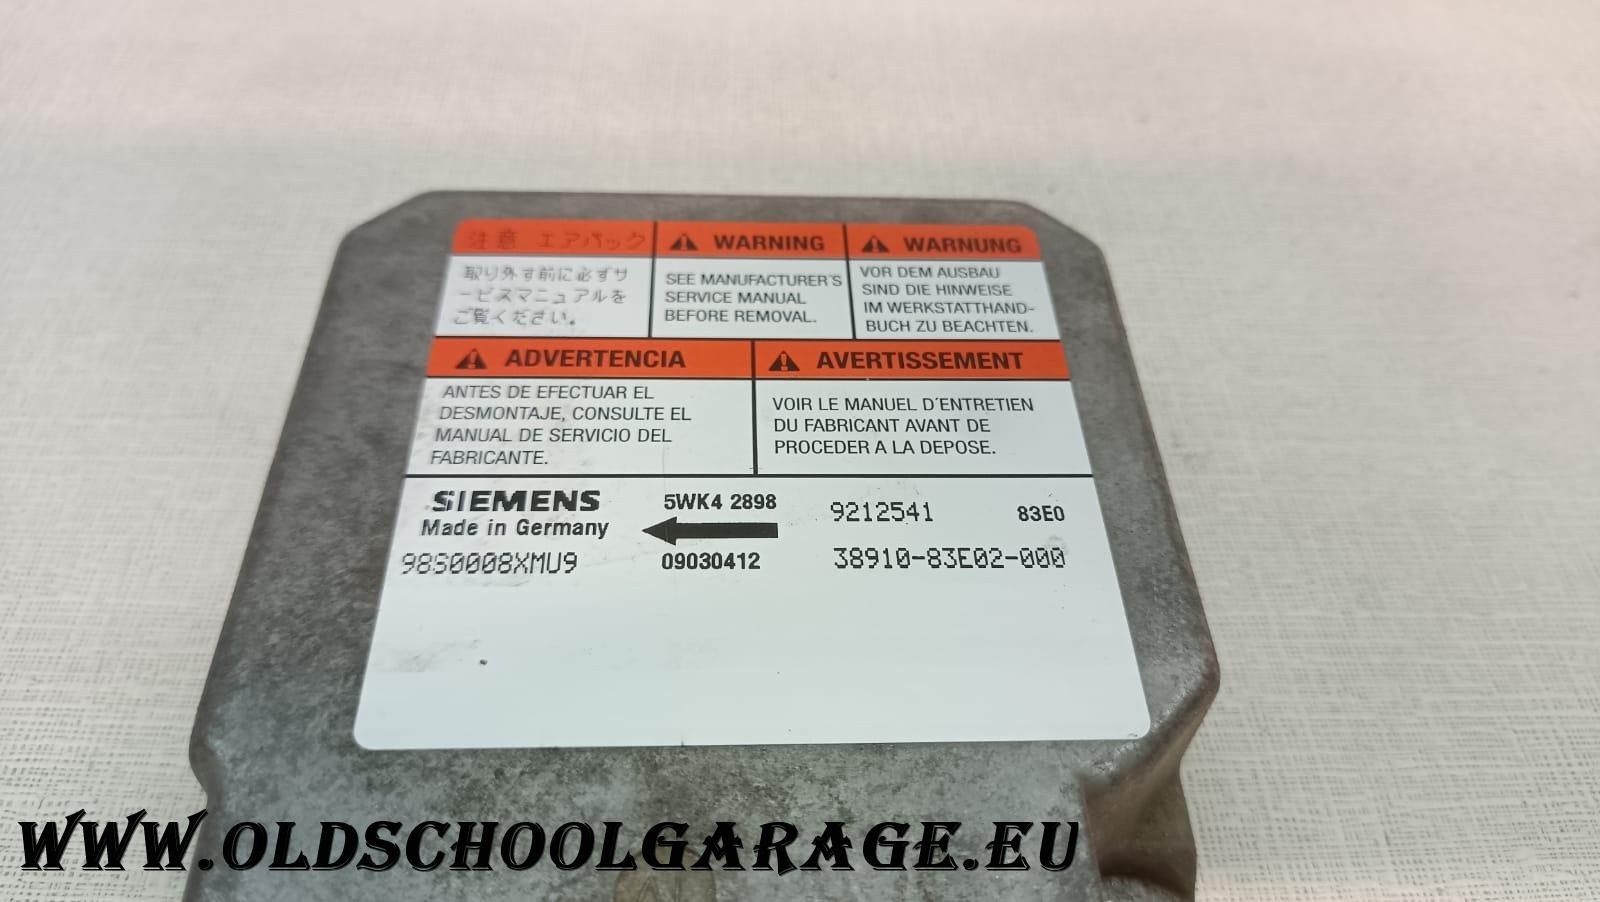 注意 エアバック
取り外す前に必ずサ
ービスマニュアルを
ご覧ください。
WARNING
SEE MANUFACTURER'S
SERVICE MANUAL
BEFORE REMOVAL.
WARNUNG
VOR DEM AUSBAU
SIND DIE HINWEISE
IM WERKSTATTHAND-
BUCH ZU BEACHTEN.
ADVERTENCIA
ANTES DE EFECTUAR EL
DESMONTAJE, CONSULTE EL
MANUAL DE SERVICIO DEL
FABRICANTE.
AVERTISSEMENT
VOIR LE MANUEL D'ENTRETIEN
DU FABRICANT AVANT DE
PROCEDER A LA DEPOSE.
SIEMENS 5WK4 2898 9212541 83E0
Made in Germany
98S0008XMU9 09030412 38910-83E02-000
WWW.OLDSCHOOLGARAGE.EU